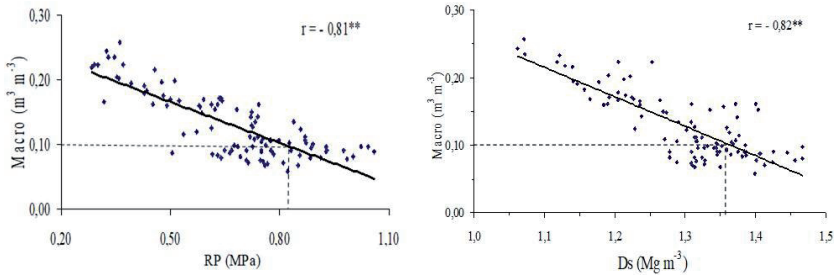 r = - 0,81**
0,30
0,20
0,10
0,00
Macro (m³ m⁻³)
0,20 0,50 0,80 1,10
RP (MPa)
r = - 0,82**
0,30
0,20
0,10
0,00
Macro (m³ m⁻³)
1,0 1,1 1,2 1,3 1,4 1,5
Ds (Mg m⁻³)